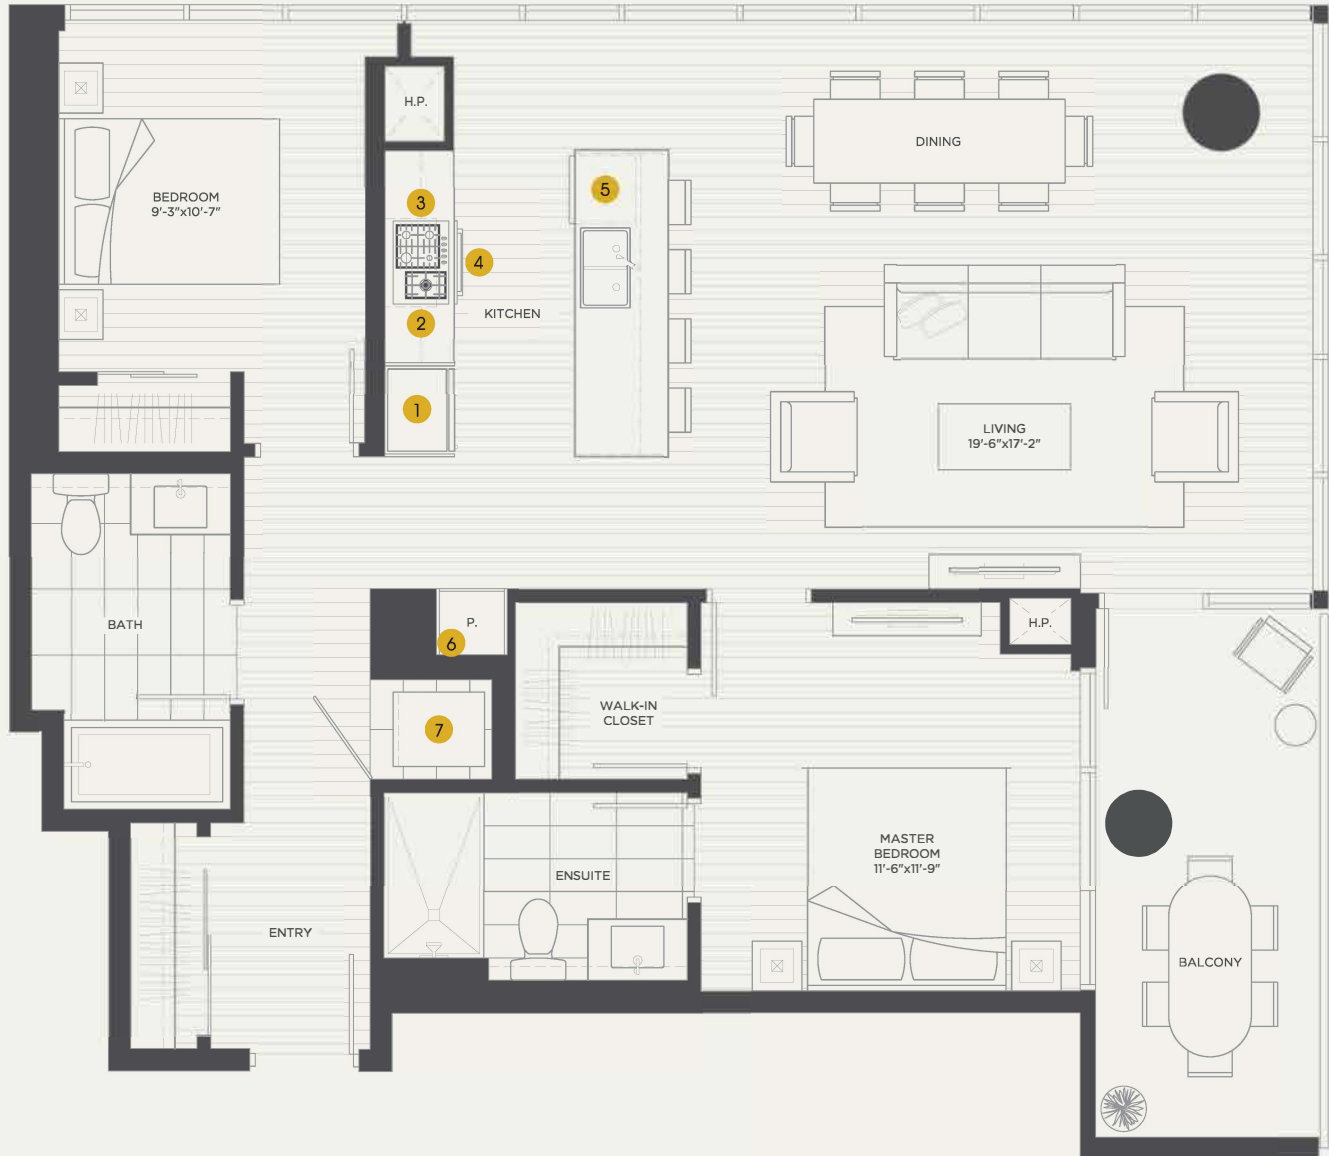 H.P.
DINING
BEDROOM
9'-3"x10'-7"
3
5
4
KITCHEN
2
1
LIVING
19'-6"x17'-2"
BATH
P.
6
H.P.
WALK-IN
CLOSET
7
MASTER
BEDROOM
11'-6"x11'-9"
ENSUITE
ENTRY
BALCONY